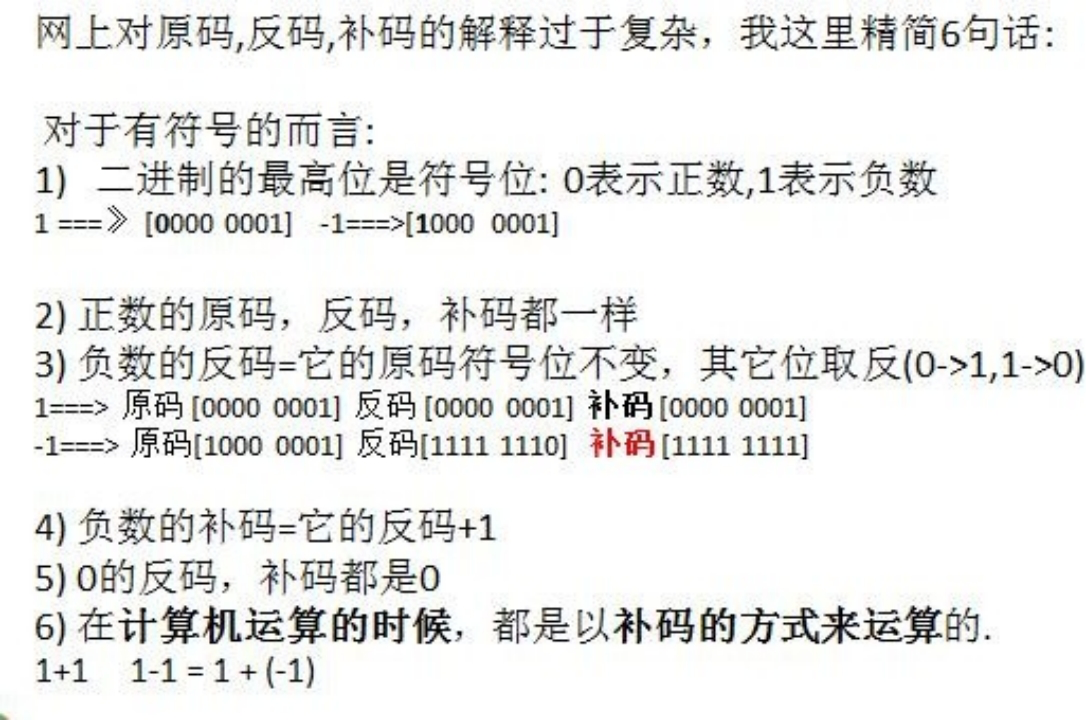 网上对原码,反码,补码的解释过于复杂，我这里精简6句话:
对于有符号的而言:
1) 二进制的最高位是符号位: 0表示正数,1表示负数
1 ===》 [0000 0001] -1===>[1000 0001]
2) 正数的原码，反码，补码都一样
3) 负数的反码=它的原码符号位不变，其它位取反(0->1,1->0)
1===> 原码 [0000 0001] 反码 [0000 0001] 补码 [0000 0001]
-1===> 原码[1000 0001] 反码[1111 1110] 补码 [1111 1111]
4) 负数的补码=它的反码+1
5) 0的反码，补码都是0
6) 在计算机运算的时候，都是以补码的方式来运算的.
1+1 1-1 = 1 + (-1)